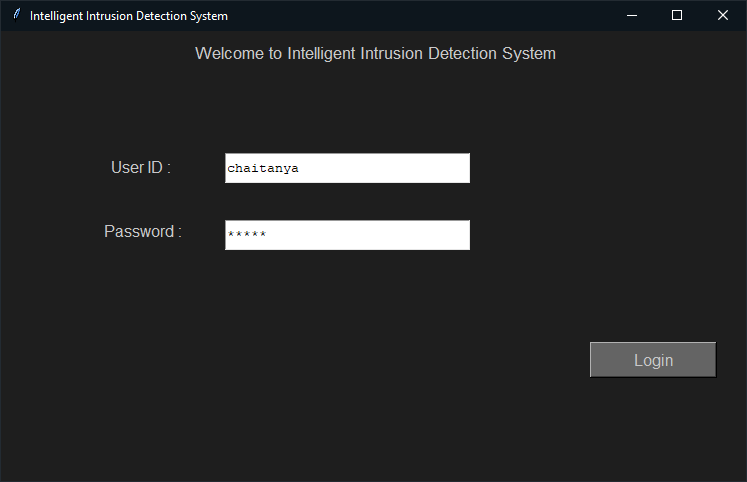 Intelligent Intrusion Detection System
Welcome to Intelligent Intrusion Detection System
User ID : chaitanya
Password : *****
Login